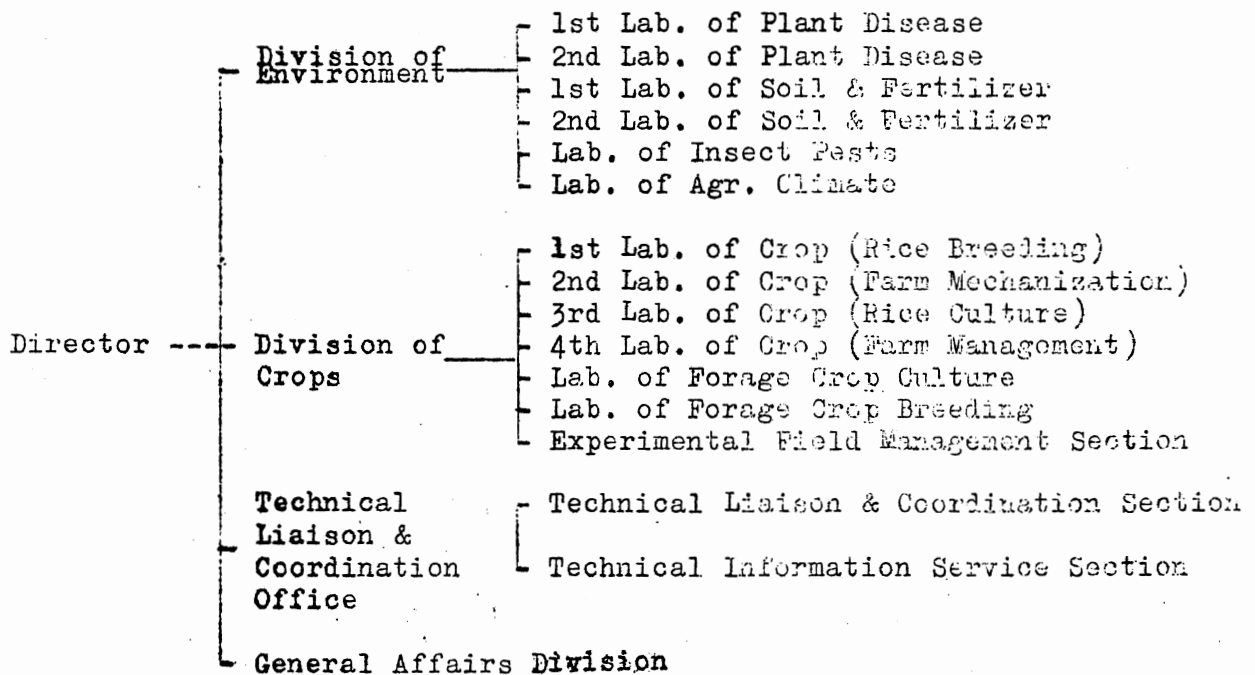 Division of
Environment
1st Lab. of Plant Disease
2nd Lab. of Plant Disease
1st Lab. of Soil & Fertilizer
2nd Lab. of Soil & Fertilizer
Lab. of Insect Pests
Lab. of Agr. Climate
Director
Division of
Crops
1st Lab. of Crop (Rice Breeding)
2nd Lab. of Crop (Farm Mechanization)
3rd Lab. of Crop (Rice Culture)
4th Lab. of Crop (Farm Management)
Lab. of Forage Crop Culture
Lab. of Forage Crop Breeding
Experimental Field Management Section
Technical
Liaison &
Coordination
Office
Technical Liaison & Coordination Section
Technical Information Service Section
General Affairs Division